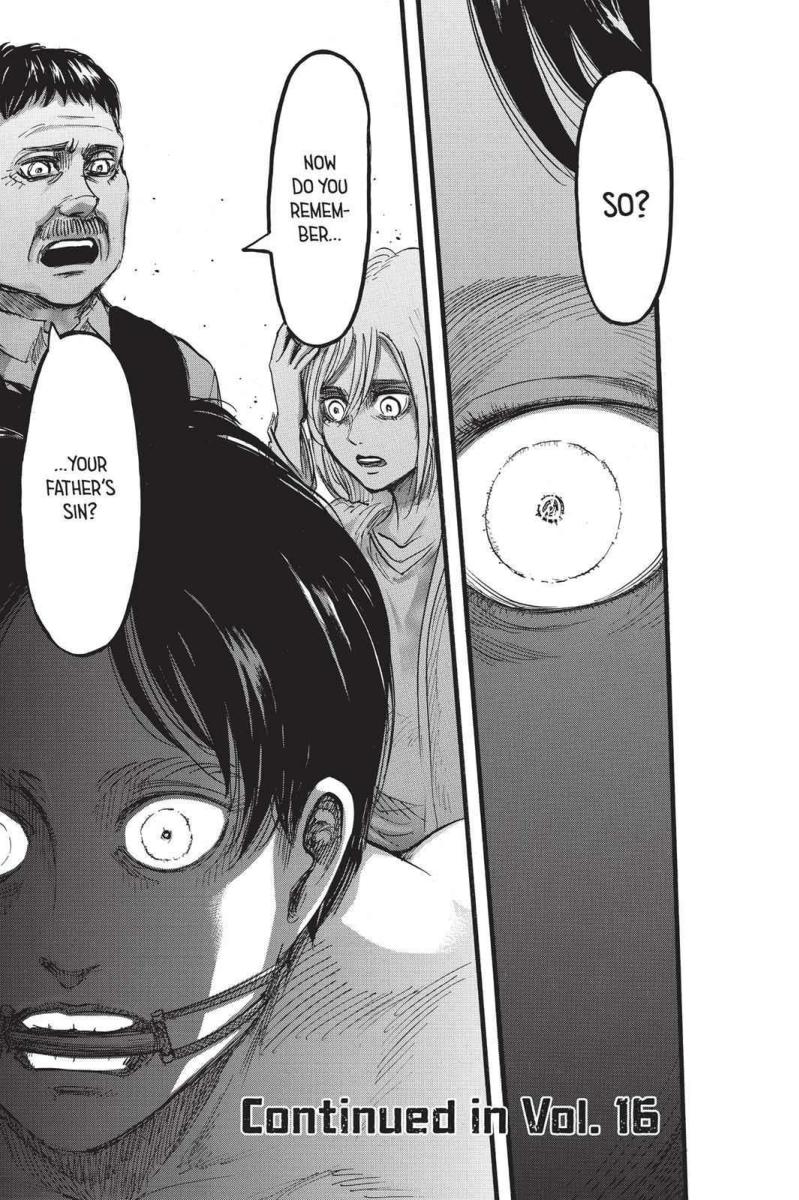 SO?
NOW
DO YOU
REMEM-
BER...
...YOUR
FATHER'S
SIN?
Continued in Vol. 16